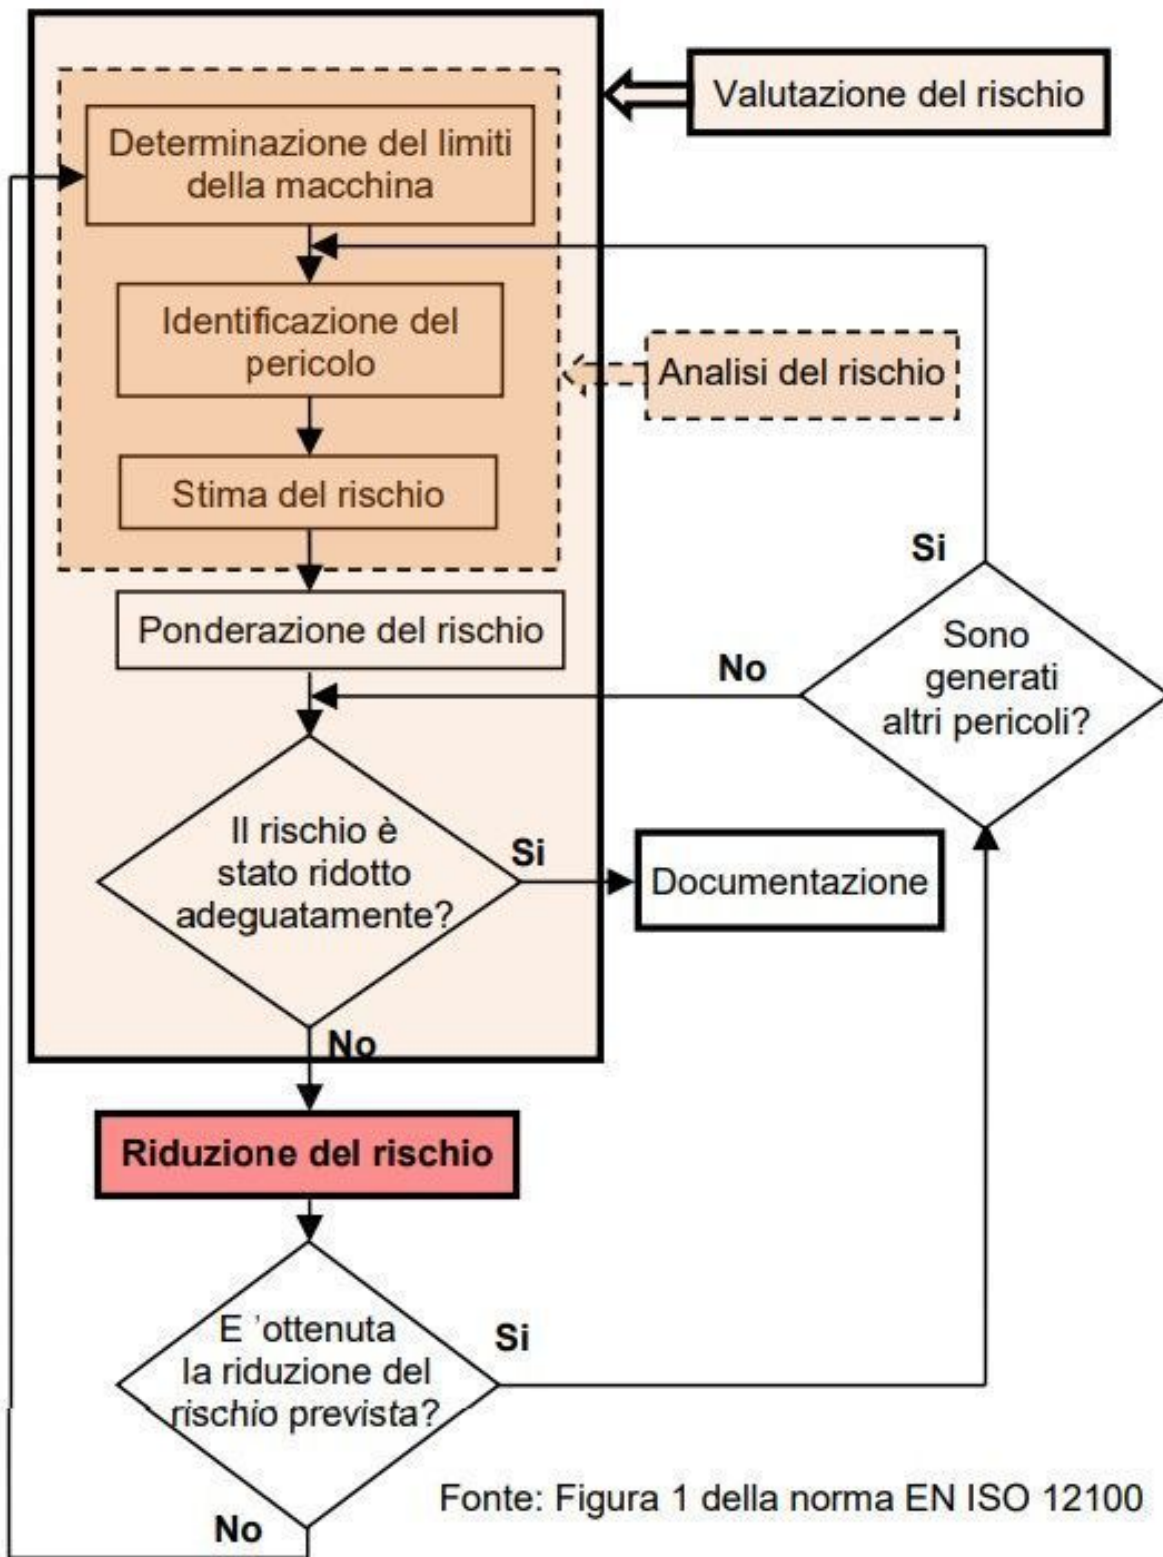 Valutazione del rischio
Determinazione del limiti
della macchina
Identificazione del
pericolo
Analisi del rischio
Stima del rischio
Si
Ponderazione del rischio
No
Sono
generati
altri pericoli?
Il rischio è
stato ridotto
adeguatamente?
Si
Documentazione
No
Riduzione del rischio
E 'ottenuta
la riduzione del
rischio prevista?
Si
No
Fonte: Figura 1 della norma EN ISO 12100